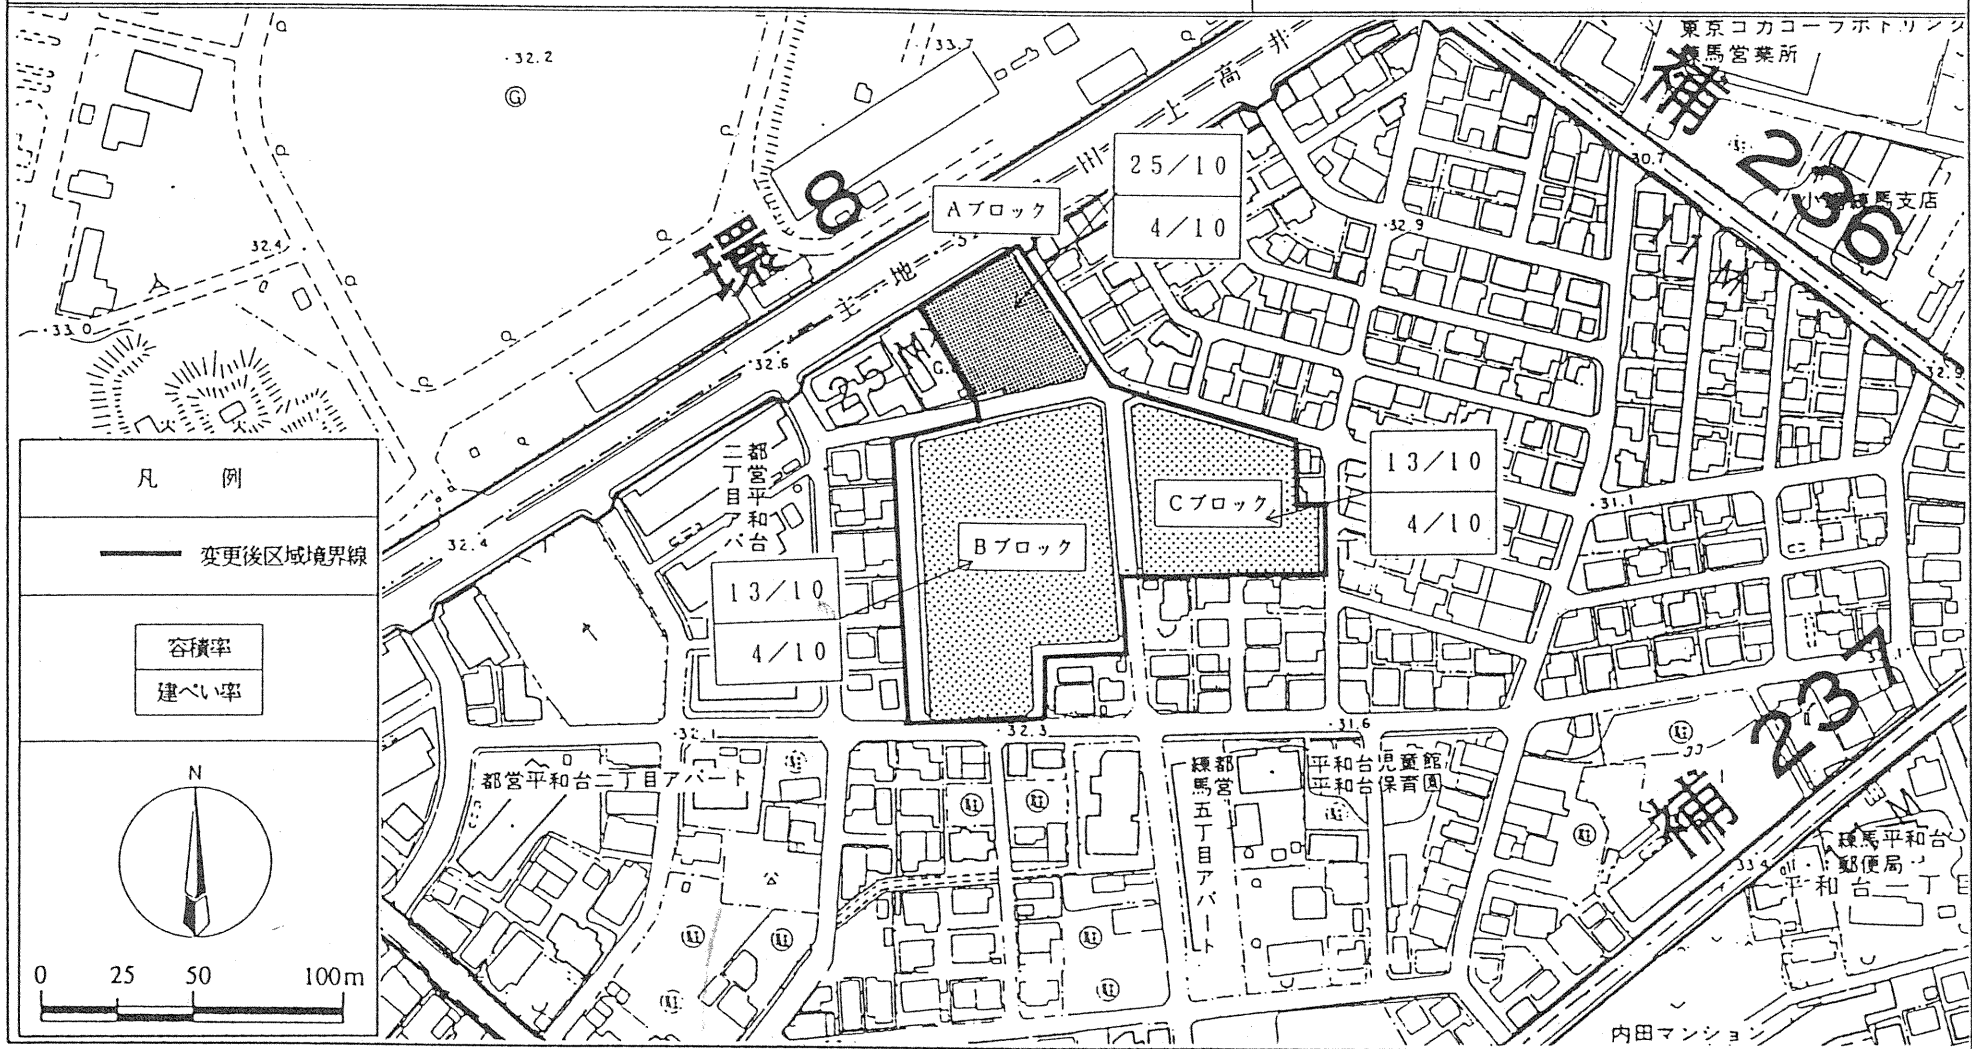 東京コカコーラボトリング
練馬営業所
・32.2
・33.7
Ⓖ
主・地・31 上高井
補 236
30.7
小 練馬支店
25/10
4/10
Aブロック
環 8
32.4
・33.0
・32.9
・32.6
25M
G.
32.9
凡 例
変更後区域境界線
容積率
建ぺい率
N
0 25 50 100m
都営平和台
二丁目アパ
13/10
4/10
Cブロック
・31.1
32.4
Bブロック
13/10
4/10
・32.1
・32.3
・31.6
補 237
都営平和台二丁目アパート
都営
練馬五丁目アパート
平和台児童館
平和台保育園
33.4
練馬平和台
郵便局
平和台一丁目
内田マンション